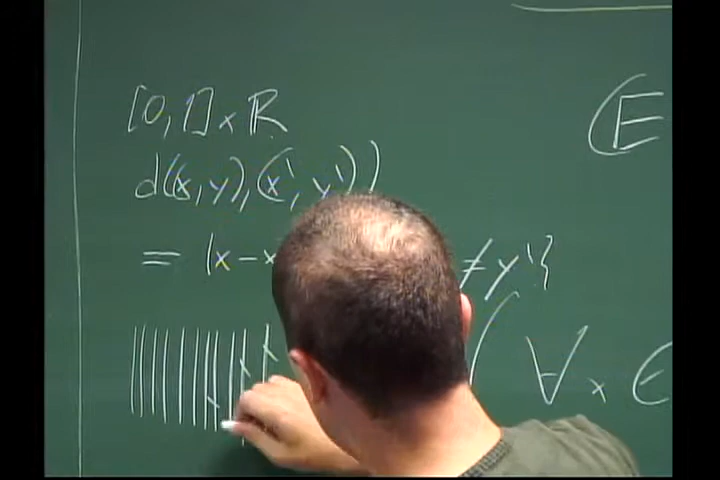 [0,1] × R
d((x,y),(x',y'))
= |x - x ≠ y'}
( ∀ x ∈
(E